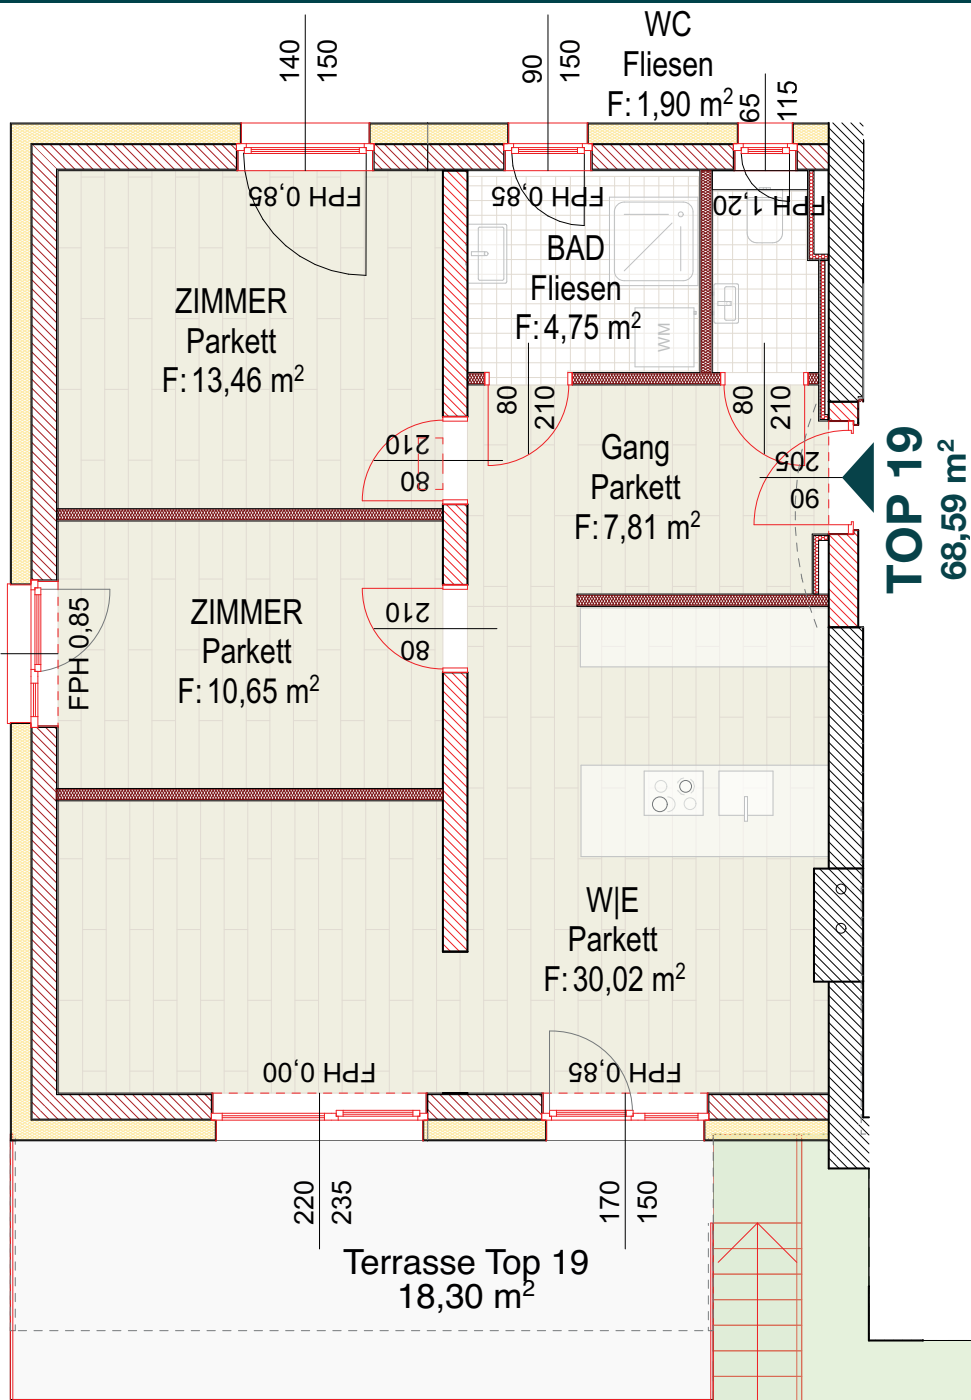 140
150
90
150
WC
Fliesen
F: 1,90 m²
65
115
FPH 0,85
FPH 0,85
FPH 1,20
ZIMMER
Parkett
F: 13,46 m²
BAD
Fliesen
F: 4,75 m²
WM
80
210
80
210
210
80
Gang
Parkett
F: 7,81 m²
205
90
TOP 19
68,59 m²
FPH 0,85
ZIMMER
Parkett
F: 10,65 m²
210
80
W|E
Parkett
F: 30,02 m²
FPH 0,00
FPH 0,85
220
235
170
150
Terrasse Top 19
18,30 m²